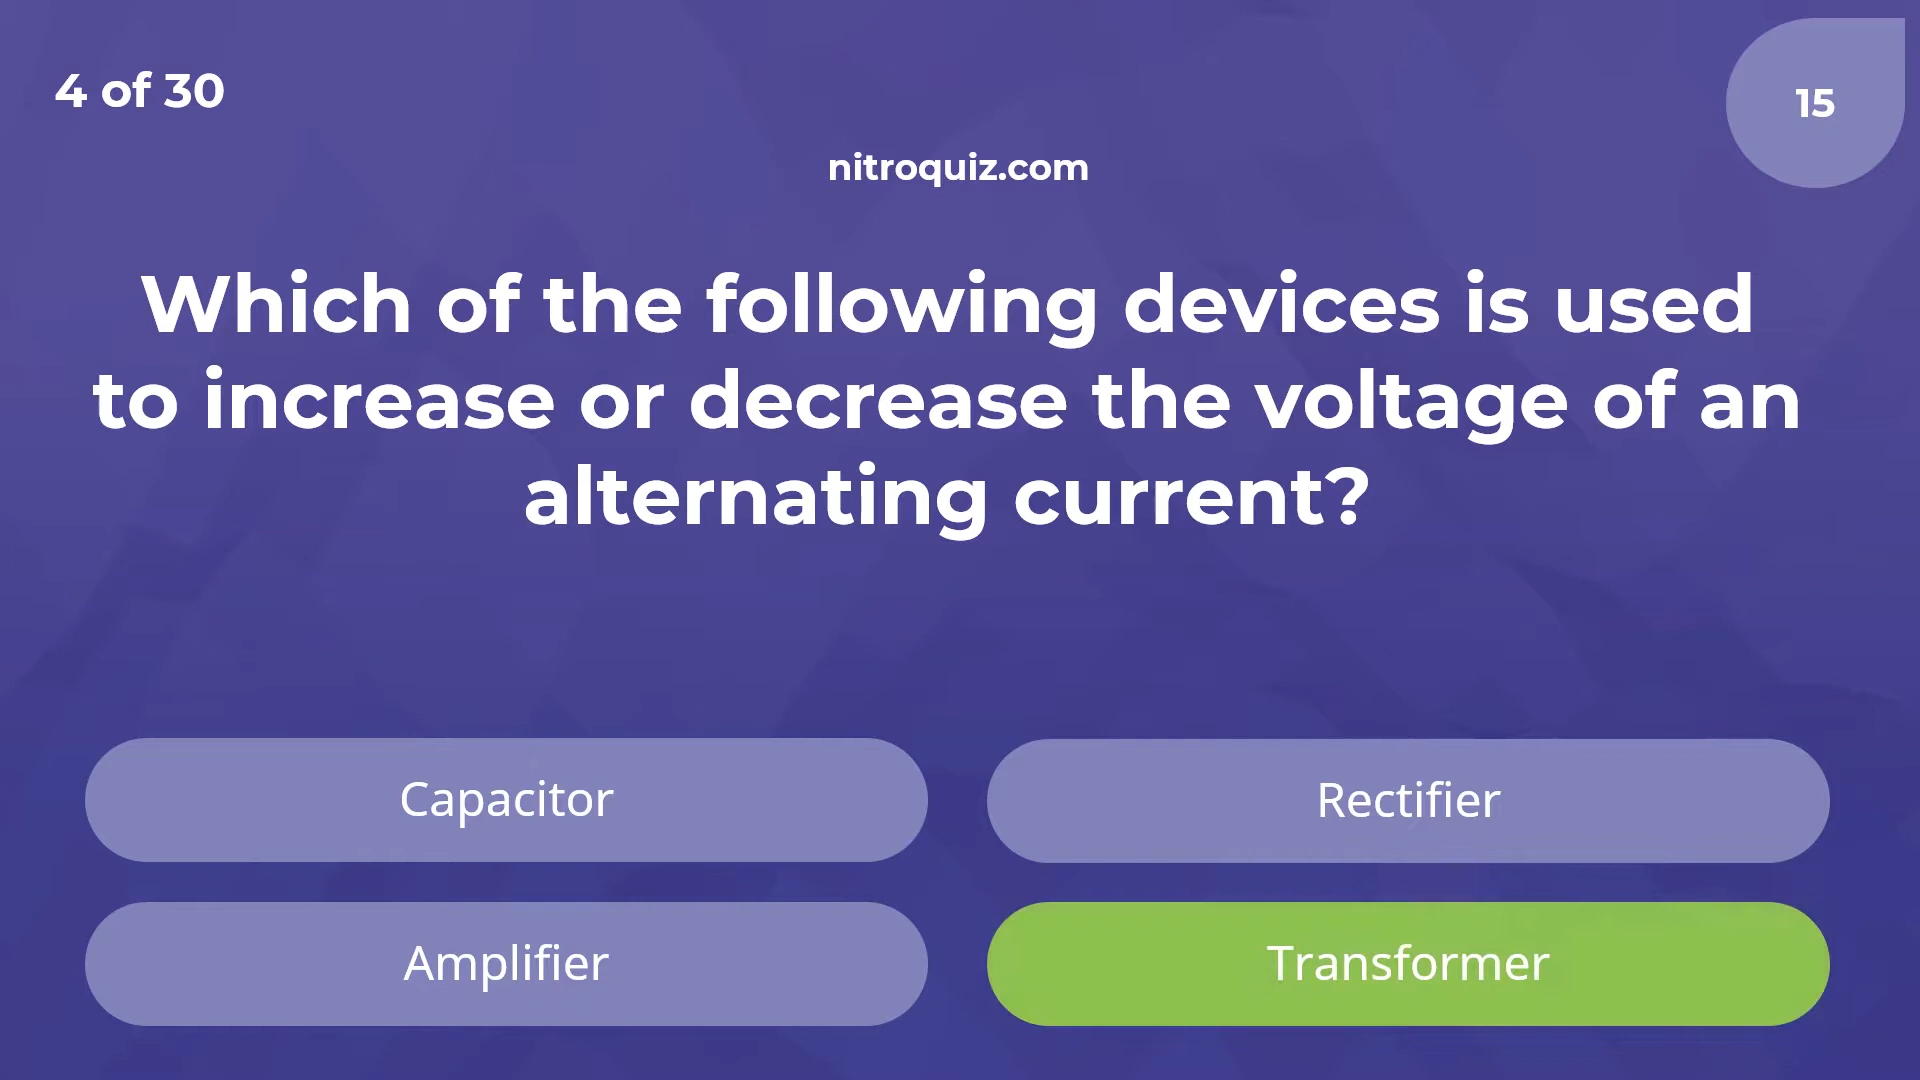 4 of 30
15
nitroquiz.com
Which of the following devices is used
to increase or decrease the voltage of an
alternating current?
Capacitor
Rectifier
Amplifier
Transformer